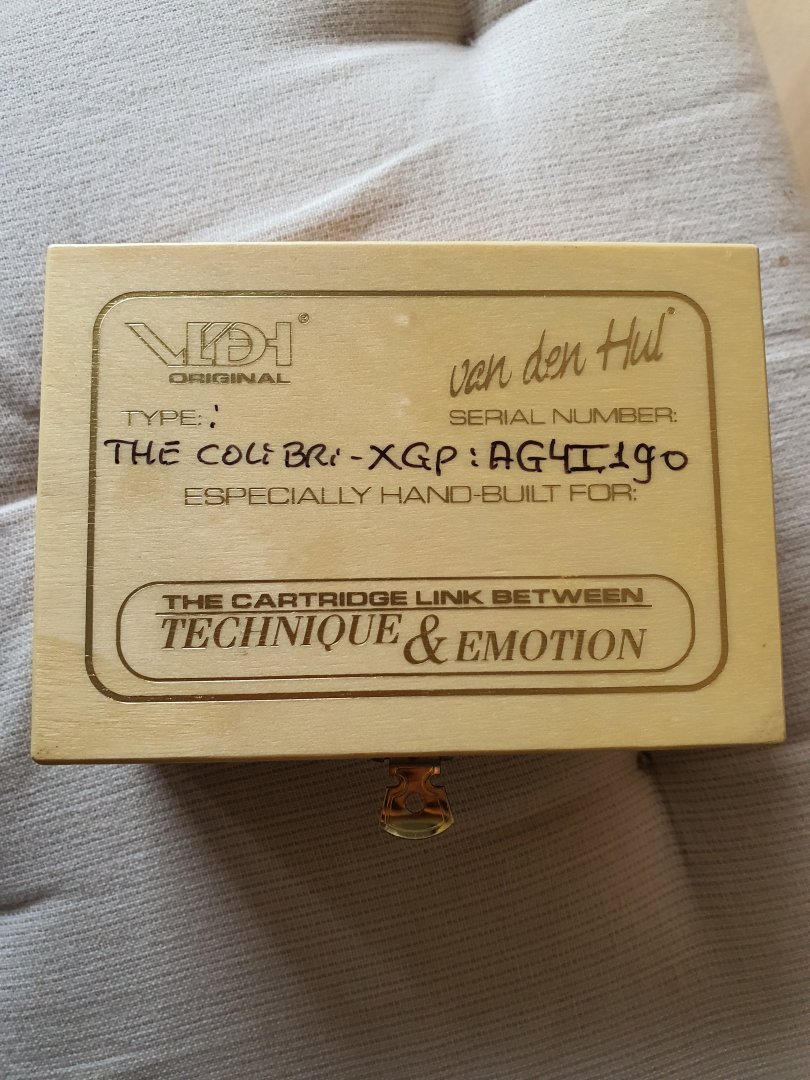 VDH®
ORIGINAL
van den Hul®
TYPE: :
SERIAL NUMBER:
THE COLiBRi-XGP:AG4I190
ESPECIALLY HAND-BUILT FOR:
THE CARTRIDGE LINK BETWEEN
TECHNIQUE & EMOTION